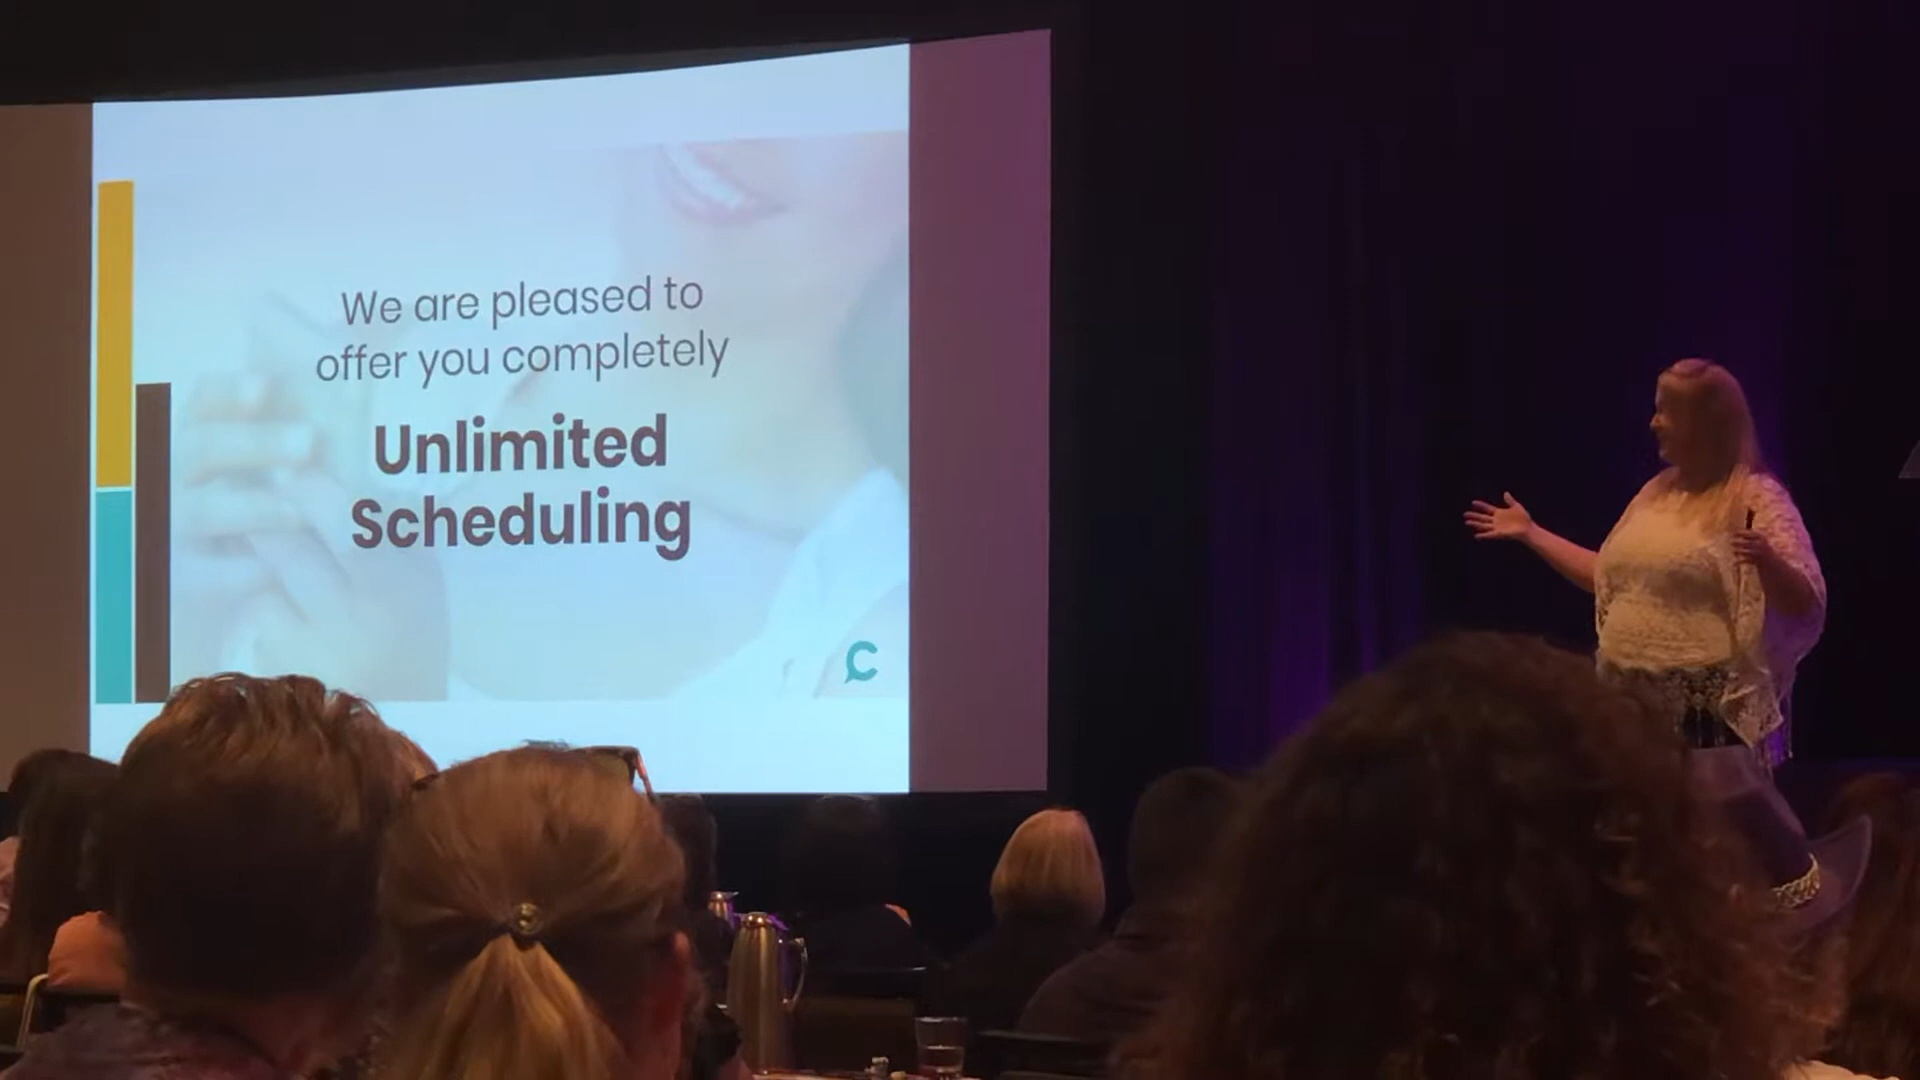 We are pleased to
offer you completely
Unlimited
Scheduling
C